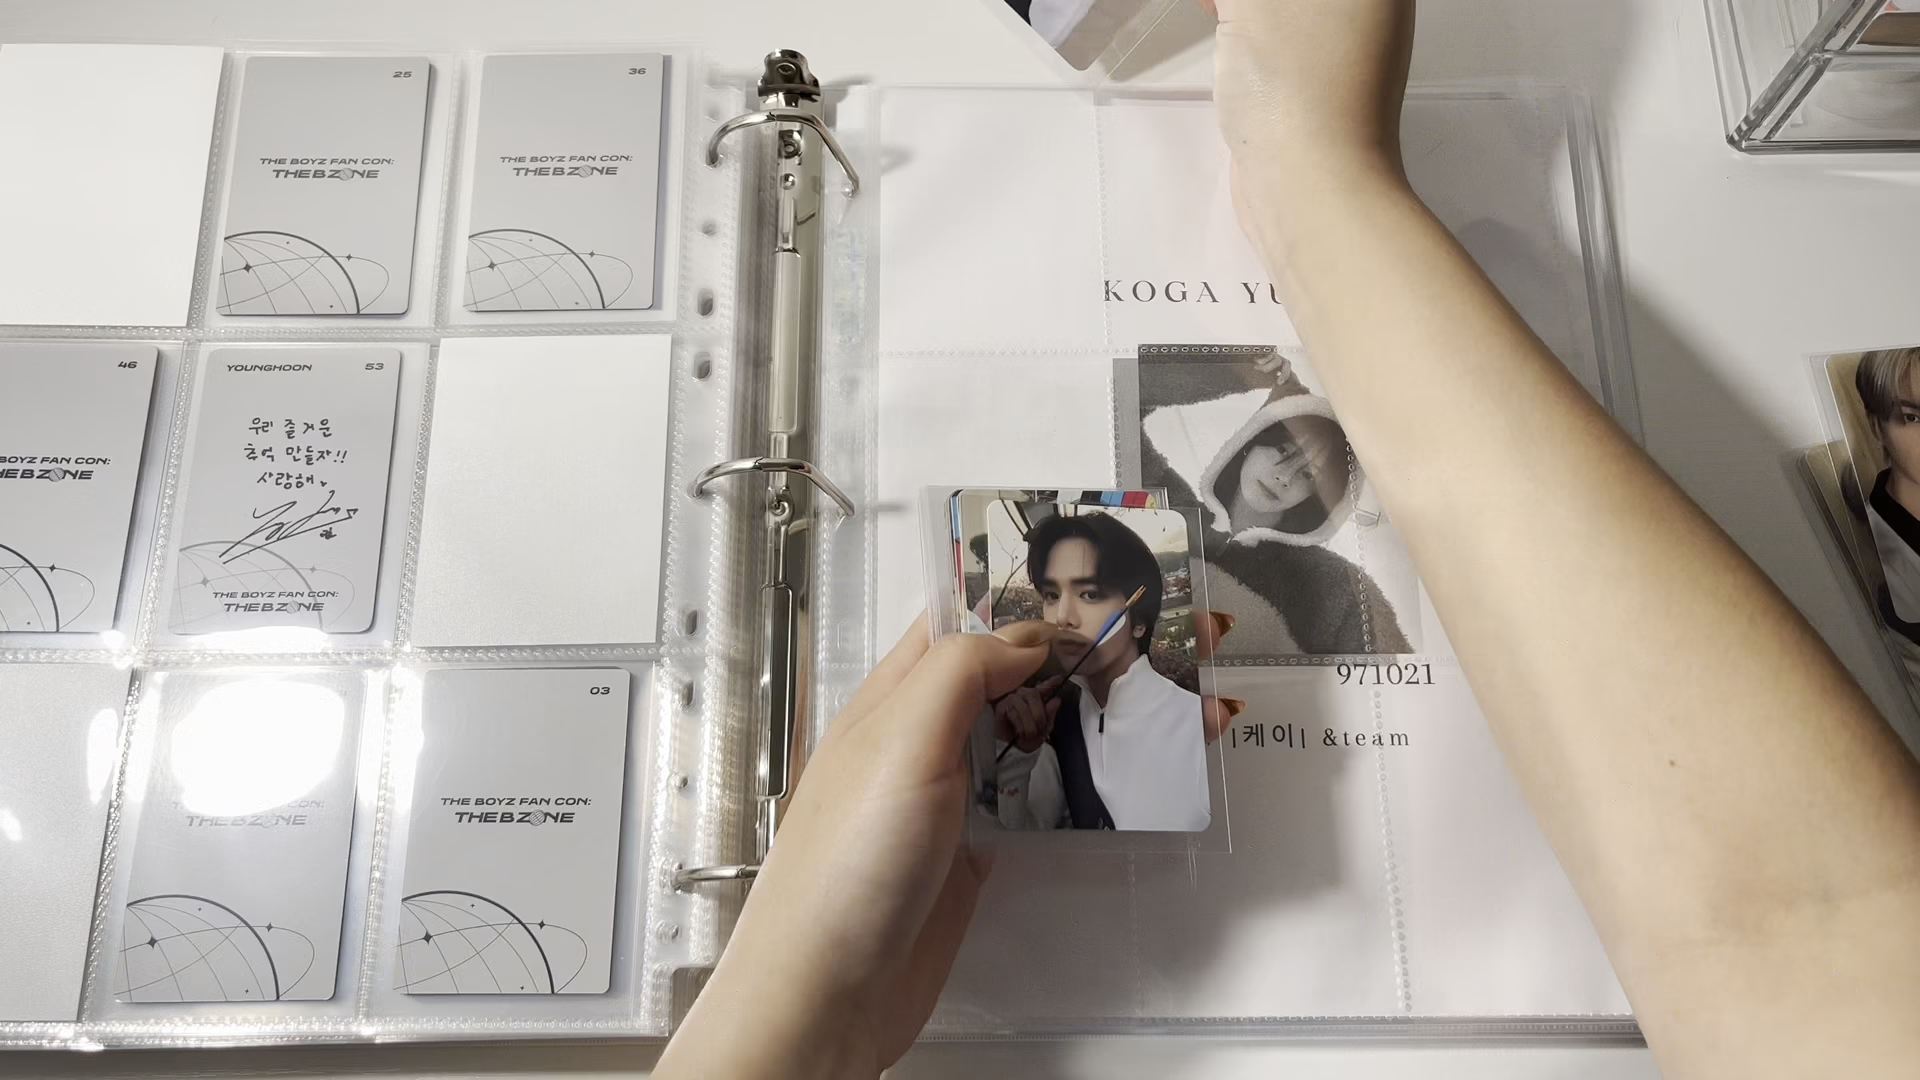 25
THE BOYZ FAN CON:
THE B ZONE
36
THE BOYZ FAN CON:
THE B ZONE
46
BOYZ FAN CON:
HE B ZONE
YOUNGHOON
53
우리 즐거운
추억 만들자!!
사랑해
THE BOYZ FAN CON:
THE B ZONE
THE B ZONE
03
THE BOYZ FAN CON:
THE B ZONE
KOGA YU
971021
|케이| &team